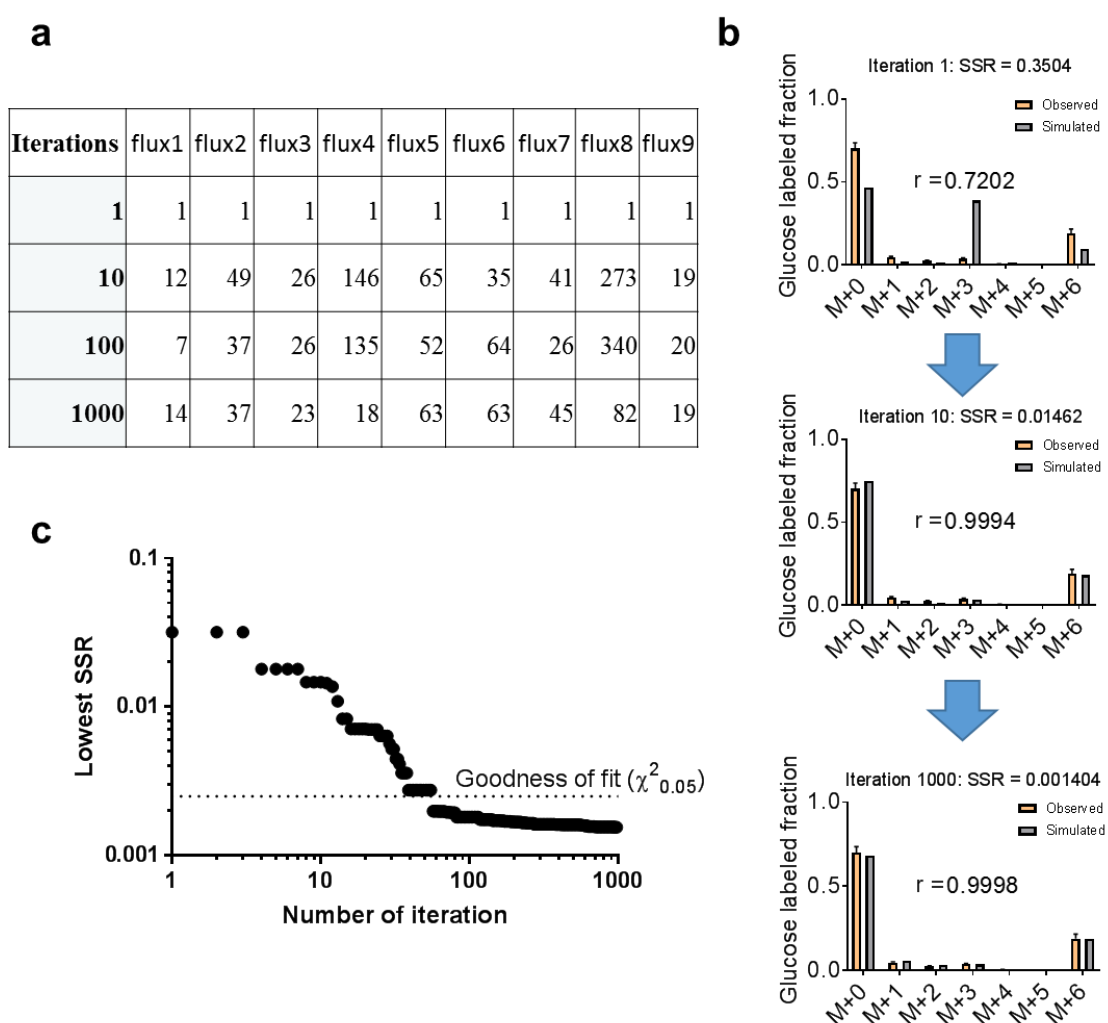 a
Iterations flux1 flux2 flux3 flux4 flux5 flux6 flux7 flux8 flux9
1 1 1 1 1 1 1 1 1 1
10 12 49 26 146 65 35 41 273 19
100 7 37 26 135 52 64 26 340 20
1000 14 37 23 18 63 63 45 82 19
b
Iteration 1: SSR = 0.3504
Glucose labeled fraction
1.0
0.5
0.0
Observed
Simulated
r = 0.7202
M+0 M+1 M+2 M+3 M+4 M+5 M+6
Iteration 10: SSR = 0.01462
Glucose labeled fraction
1.0
0.5
0.0
Observed
Simulated
r = 0.9994
M+0 M+1 M+2 M+3 M+4 M+5 M+6
Iteration 1000: SSR = 0.001404
Glucose labeled fraction
1.0
0.5
0.0
Observed
Simulated
r = 0.9998
M+0 M+1 M+2 M+3 M+4 M+5 M+6
c
Lowest SSR
0.1
0.01
0.001
Goodness of fit (χ²0.05)
1 10 100 1000
Number of iteration